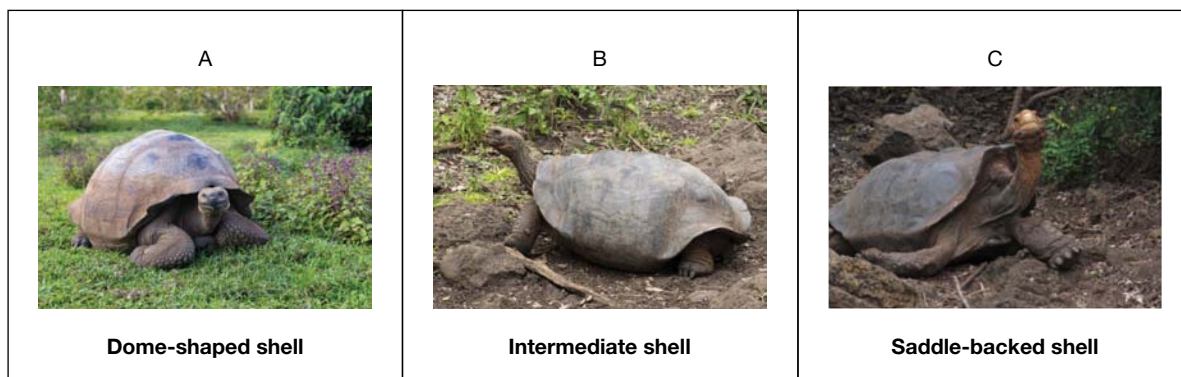 A
B
C
Dome-shaped shell
Intermediate shell
Saddle-backed shell